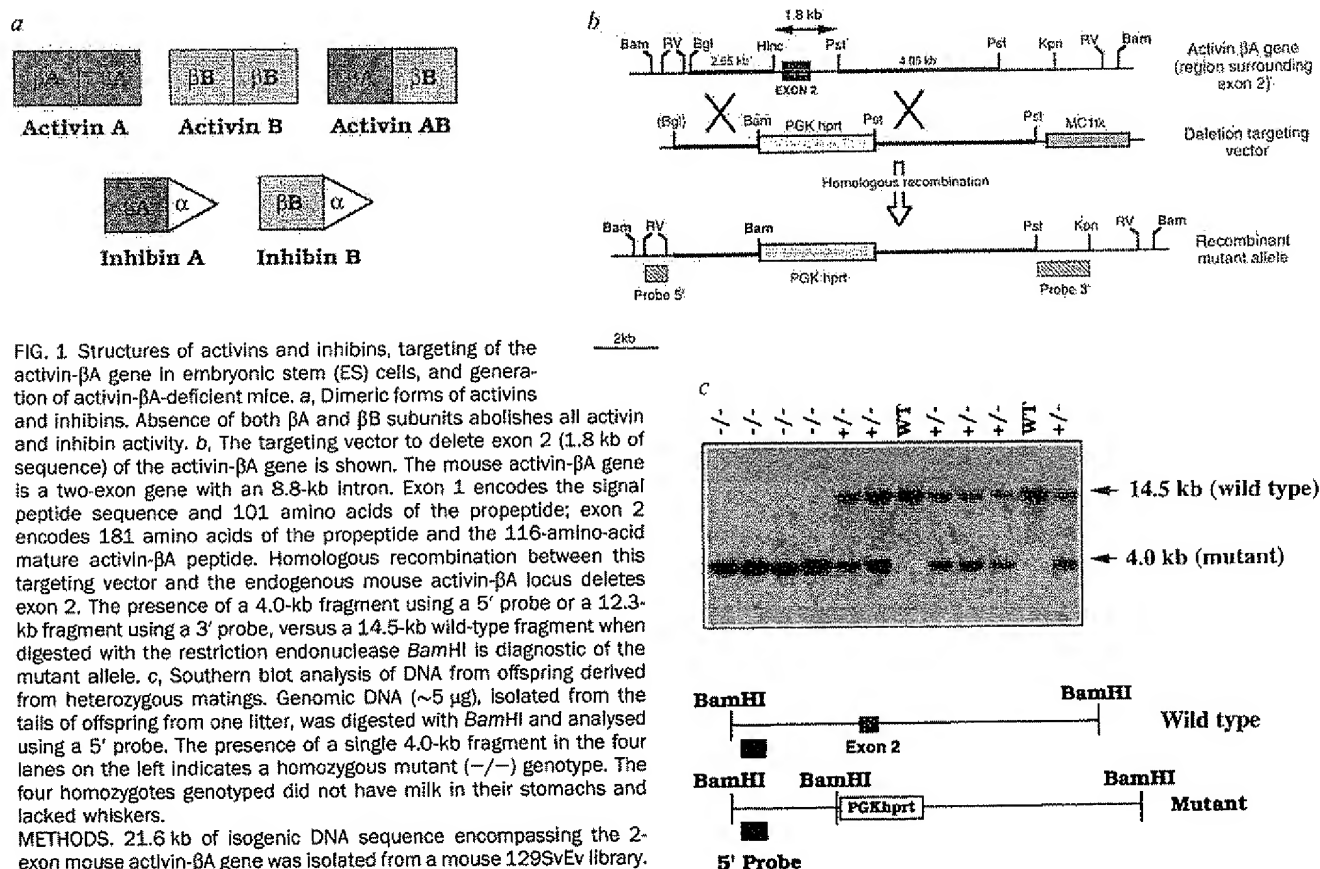 a
βA βA
βB βB
βA βB
Activin A Activin B Activin AB
βA α
βB α
Inhibin A Inhibin B
b
1.8 kb
Bam RV Bgl Hinc Pst Pst Kpn RV Bam
4.05 kb
EXON 2
Activin βA gene
(region surrounding
exon 2)
(Bgl) Bam PGK hprt Pst Pst MC1tk
Deletion targeting
vector
Homologous recombination
Bam RV Bam Pst Kpn RV Bam
PGK hprt
Recombinant
mutant allele
Probe 5' Probe 3'
2kb
FIG. 1 Structures of activins and inhibins, targeting of the
activin-βA gene in embryonic stem (ES) cells, and genera-
tion of activin-βA-deficient mice. a, Dimeric forms of activins
and inhibins. Absence of both βA and βB subunits abolishes all activin
and inhibin activity. b, The targeting vector to delete exon 2 (1.8 kb of
sequence) of the activin-βA gene is shown. The mouse activin-βA gene
is a two-exon gene with an 8.8-kb intron. Exon 1 encodes the signal
peptide sequence and 101 amino acids of the propeptide; exon 2
encodes 181 amino acids of the propeptide and the 116-amino-acid
mature activin-βA peptide. Homologous recombination between this
targeting vector and the endogenous mouse activin-βA locus deletes
exon 2. The presence of a 4.0-kb fragment using a 5′ probe or a 12.3-
kb fragment using a 3′ probe, versus a 14.5-kb wild-type fragment when
digested with the restriction endonuclease BamHI is diagnostic of the
mutant allele. c, Southern blot analysis of DNA from offspring derived
from heterozygous matings. Genomic DNA (~5 μg), isolated from the
tails of offspring from one litter, was digested with BamHI and analysed
using a 5′ probe. The presence of a single 4.0-kb fragment in the four
lanes on the left indicates a homozygous mutant (−/−) genotype. The
four homozygotes genotyped did not have milk in their stomachs and
lacked whiskers.
METHODS. 21.6 kb of isogenic DNA sequence encompassing the 2-
exon mouse activin-βA gene was isolated from a mouse 129SvEv library.
c
-/- -/- -/- -/- +/- +/- WT +/- +/- +/- WT +/-
14.5 kb (wild type)
4.0 kb (mutant)
BamHI BamHI
Wild type
Exon 2
BamHI BamHI BamHI
PGKhprt
Mutant
5' Probe